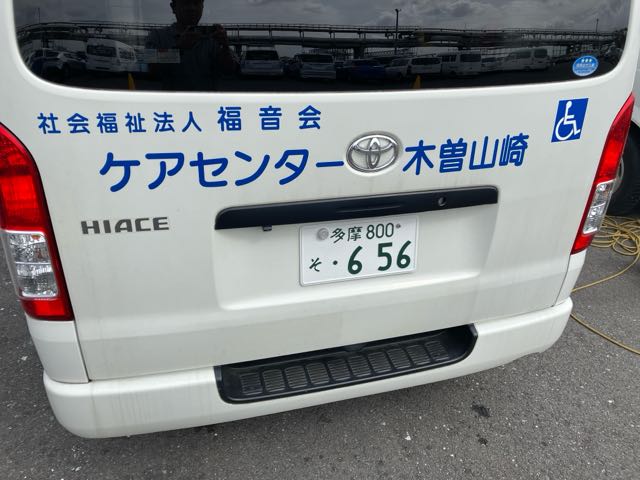 社会福祉法人 福音会
ケアセンター 木曽山崎
HIACE
多摩 800
そ ・6 56